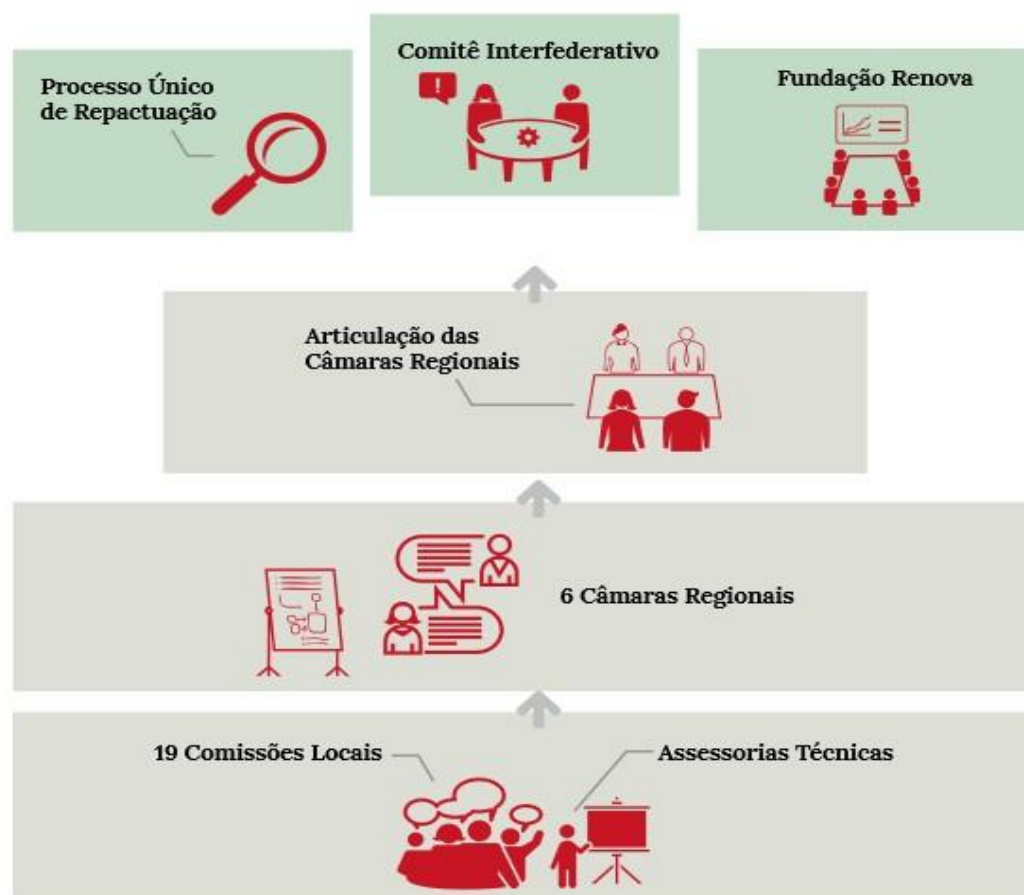 Processo Único
de Repactuação
Comitê Interfederativo
!
Fundação Renova
Articulação das
Câmaras Regionais
6 Câmaras Regionais
19 Comissões Locais
Assessorias Técnicas